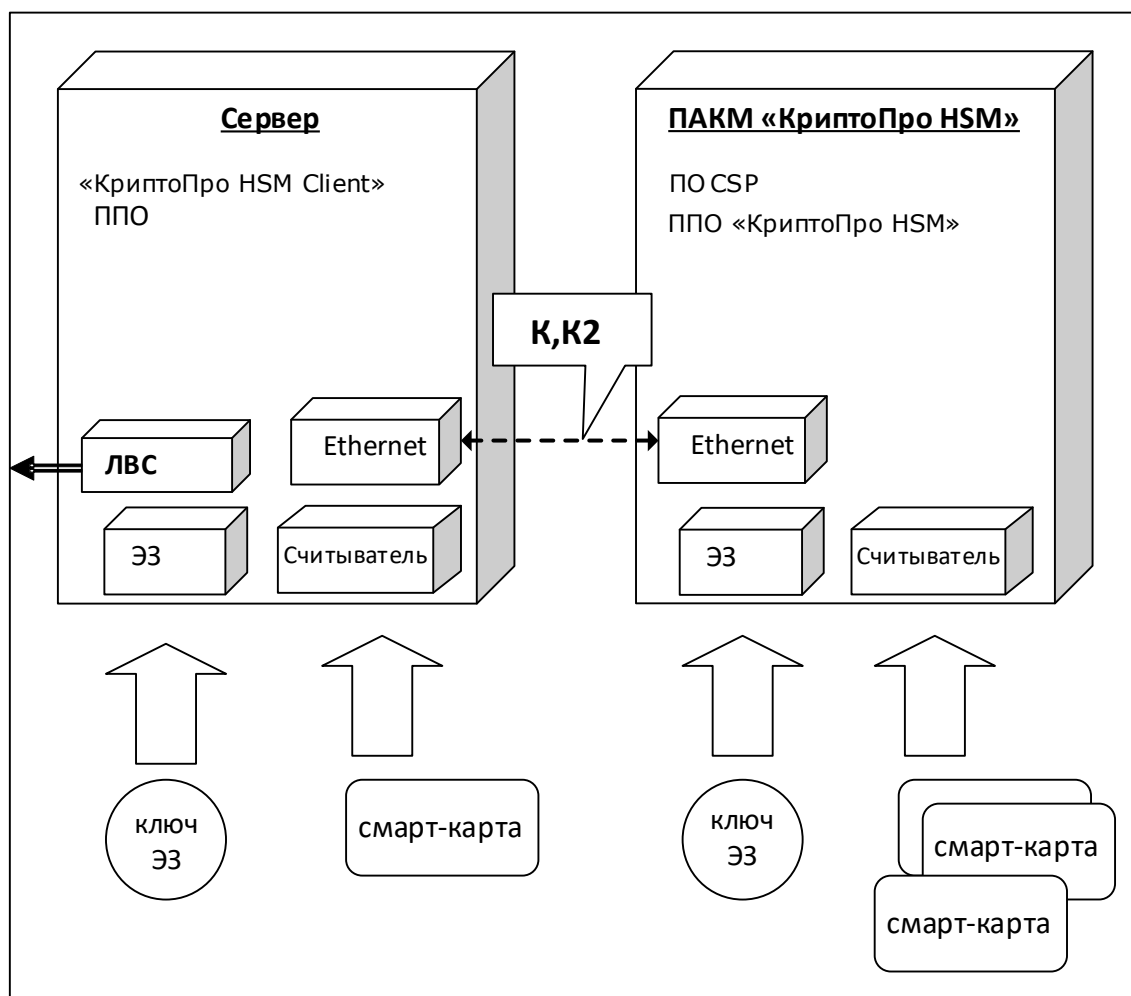 Сервер
«КриптоПро HSM Client»
ППО
ПАКМ «КриптоПро HSM»
ПО CSP
ППО «КриптоПро HSM»
К,К2
ЛВС
Ethernet
ЭЗ
Считыватель
Ethernet
ЭЗ
Считыватель
ключ
ЭЗ
смарт-карта
ключ
ЭЗ
смарт-карта
смарт-карта